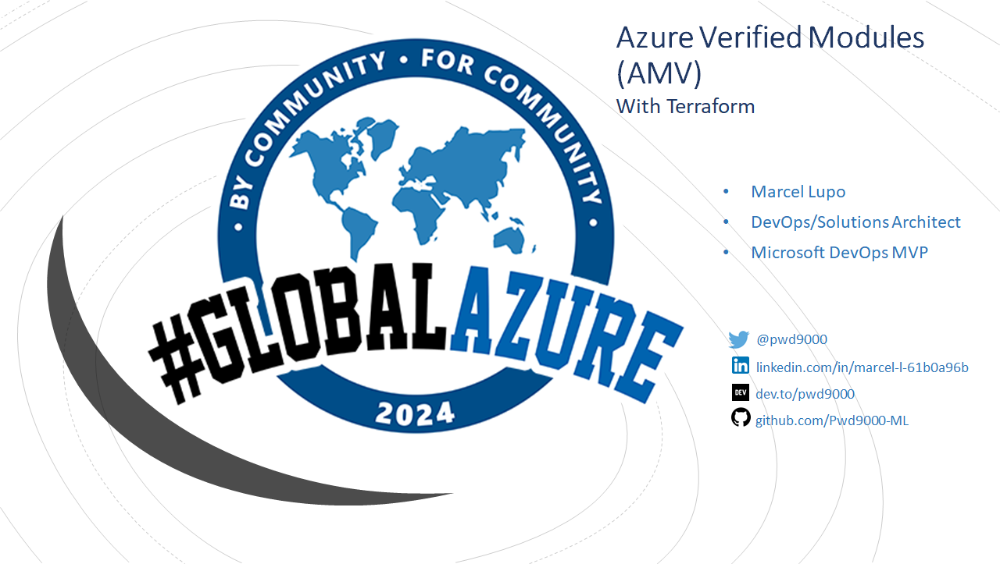 Azure Verified Modules
(AMV)
With Terraform
• BY COMMUNITY • FOR COMMUNITY •
#GLOBALAZURE
2024
• Marcel Lupo
• DevOps/Solutions Architect
• Microsoft DevOps MVP
@pwd9000
linkedin.com/in/marcel-l-61b0a96b
DEV dev.to/pwd9000
github.com/Pwd9000-ML